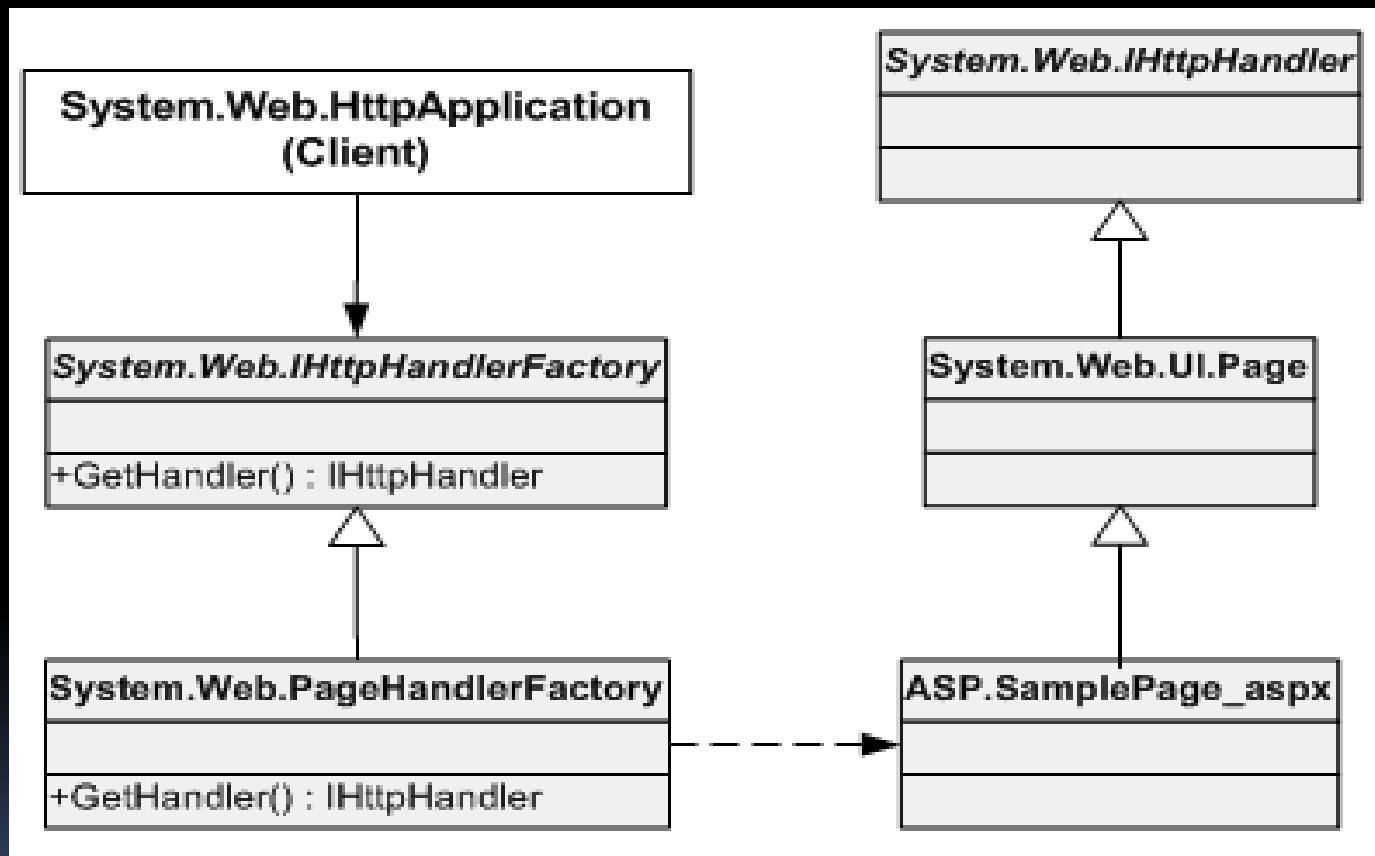 System.Web.HttpApplication
(Client)
System.Web.IHttpHandler
System.Web.IHttpHandlerFactory
+GetHandler() : IHttpHandler
System.Web.UI.Page
System.Web.PageHandlerFactory
+GetHandler() : IHttpHandler
ASP.SamplePage_aspx